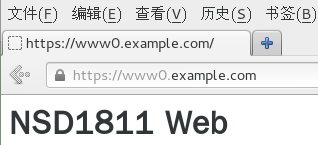 文件(F) 编辑(E) 查看(V) 历史(S) 书签(B)
https://www0.example.com/
https://www0.example.com
NSD1811 Web